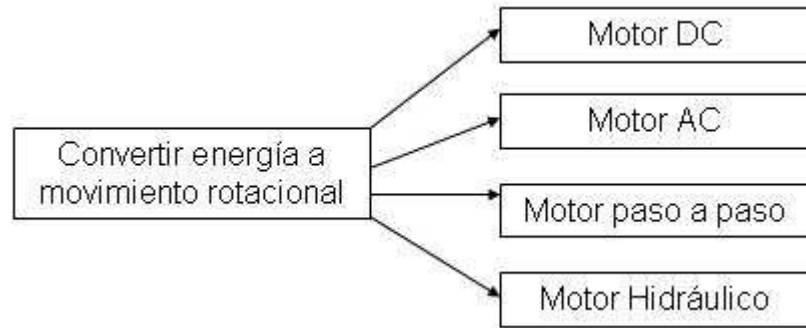 Convertir energía a
movimiento rotacional
Motor DC
Motor AC
Motor paso a paso
Motor Hidráulico